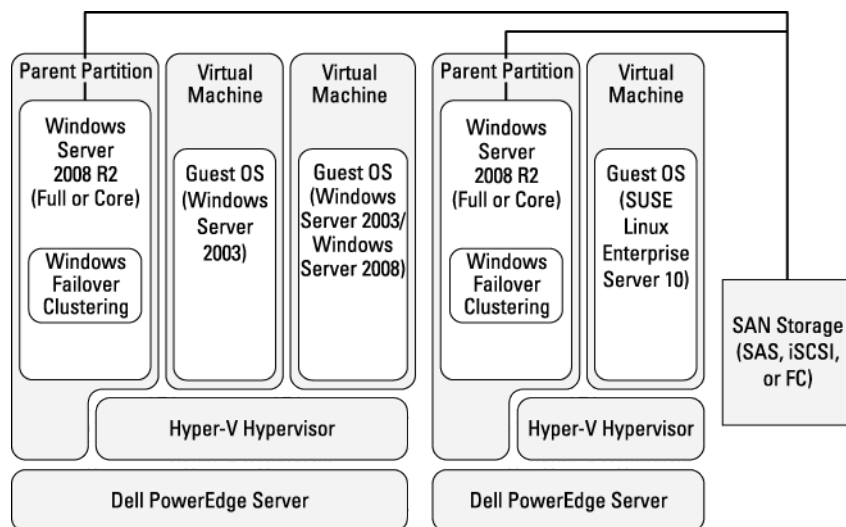 Parent Partition
Windows
Server
2008 R2
(Full or Core)
Windows
Failover
Clustering
Virtual
Machine
Guest OS
(Windows
Server
2003)
Virtual
Machine
Guest OS
(Windows
Server 2003/
Windows
Server 2008)
Hyper-V Hypervisor
Dell PowerEdge Server
Parent Partition
Windows
Server
2008 R2
(Full or Core)
Windows
Failover
Clustering
Virtual
Machine
Guest OS
(SUSE
Linux
Enterprise
Server 10)
Hyper-V Hypervisor
Dell PowerEdge Server
SAN Storage
(SAS, iSCSI,
or FC)